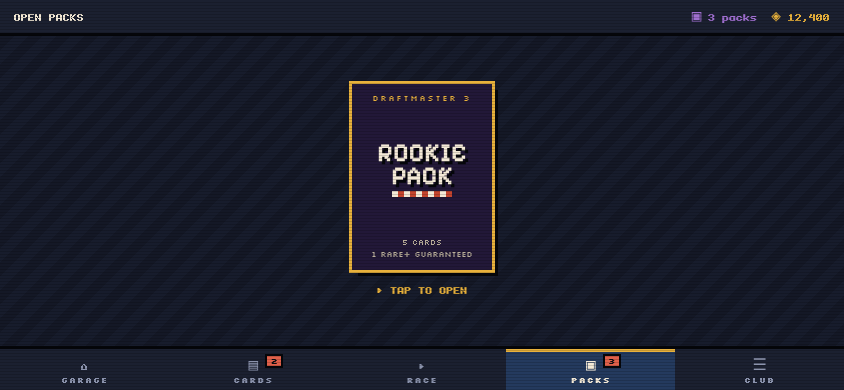 OPEN PACKS
3 packs
12,400
DRAFTMASTER 3
ROOKIE
PACK
5 CARDS
1 RARE+ GUARANTEED
TAP TO OPEN
2
3
GARAGE
CARDS
RACE
PACKS
CLUB